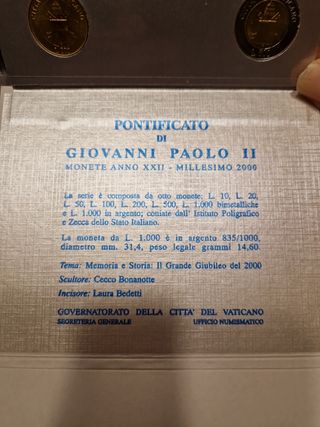 PONTIFICATO
DI
GIOVANNI PAOLO II
MONETE ANNO XXII - MILLESIMO 2000
La serie è composta da otto monete: L. 10, L. 20,
L. 50, L. 100, L. 200, L. 500, L. 1.000 bimetalliche
e L. 1.000 in argento; coniate dall' Istituto Poligrafico
e Zecca dello Stato Italiano.
La moneta da L. 1.000 è in argento 835/1000,
diametro mm. 31,4, peso legale grammi 14,60.
Tema: Memoria e Storia: Il Grande Giubileo del 2000
Scultore: Cecco Bonanotte
Incisore: Laura Bedetti
GOVERNATORATO DELLA CITTA' DEL VATICANO
SEGRETERIA GENERALE UFFICIO NUMISMATICO